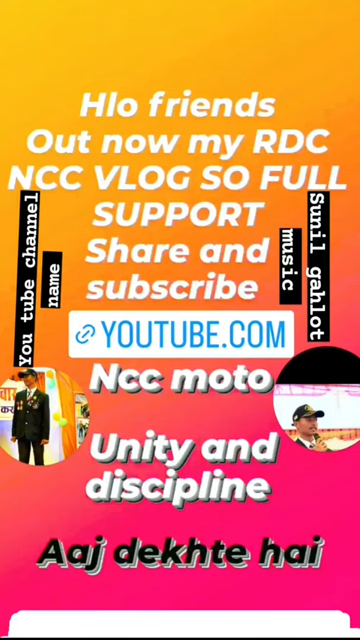 Hlo friends
Out now my RDC
NCC VLOG SO FULL
SUPPORT
Share and
subscribe
You tube channel
name
Sunil gahlot
music
YOUTUBE.COM
Ncc moto
Unity and
discipline
Aaj dekhte hai